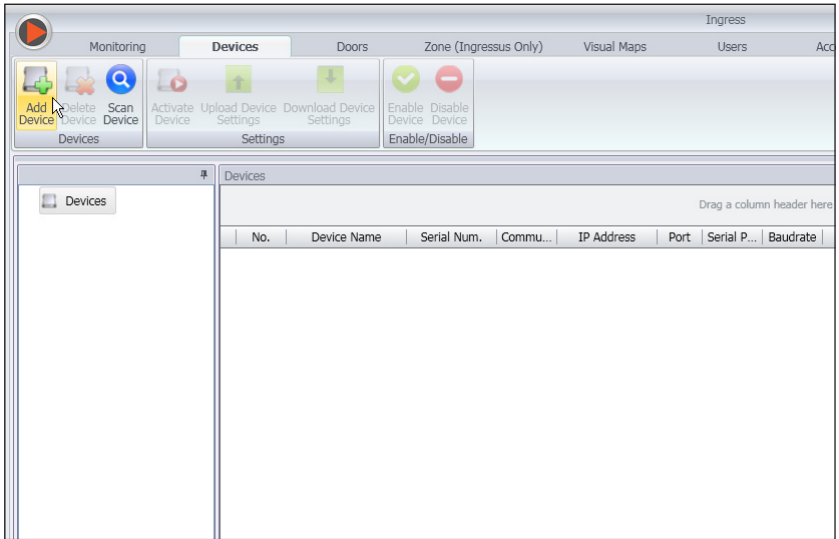 Ingress
Monitoring Devices Doors Zone (Ingressus Only) Visual Maps Users Acc
Add Delete Scan Activate Upload Device Download Device Enable Disable
Device Device Device Device Settings Settings Device Device
Devices Settings Enable/Disable
Devices
Devices
Drag a column header here
No. Device Name Serial Num. Commu... IP Address Port Serial P... Baudrate